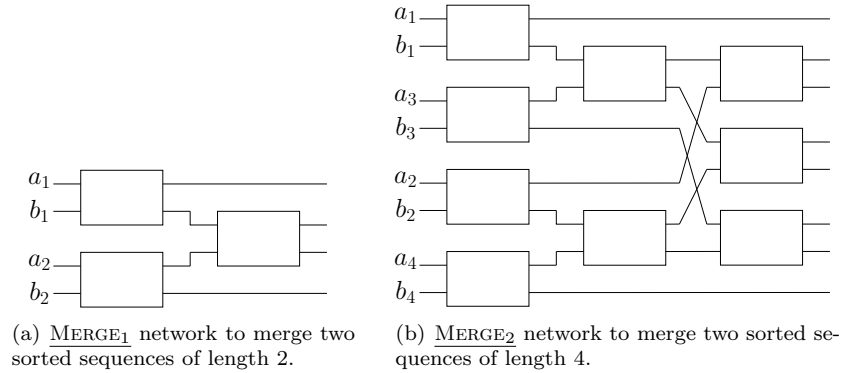 a₁
b₁
a₂
b₂
(a) MERGE₁ network to merge two
sorted sequences of length 2.
a₁
b₁
a₃
b₃
a₂
b₂
a₄
b₄
(b) MERGE₂ network to merge two sorted se-
quences of length 4.